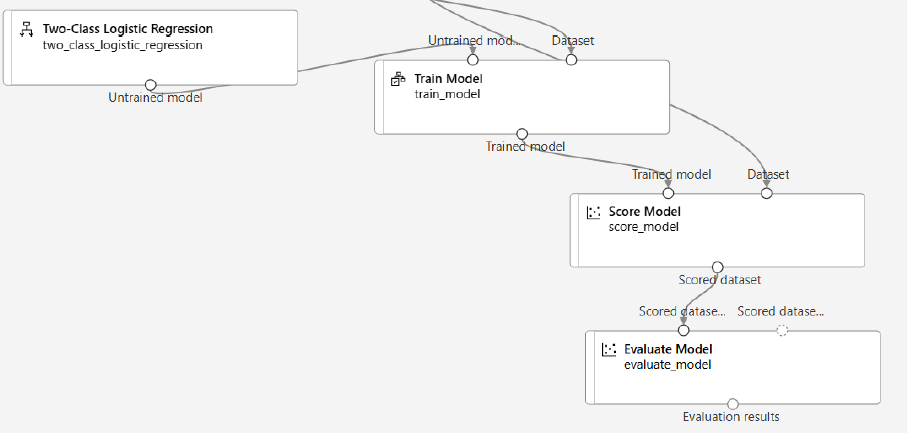 Two-Class Logistic Regression
two_class_logistic_regression
Untrained model
Untrained mod...
Dataset
Train Model
train_model
Trained model
Trained model
Dataset
Score Model
score_model
Scored dataset
Scored datase...
Scored datase...
Evaluate Model
evaluate_model
Evaluation results